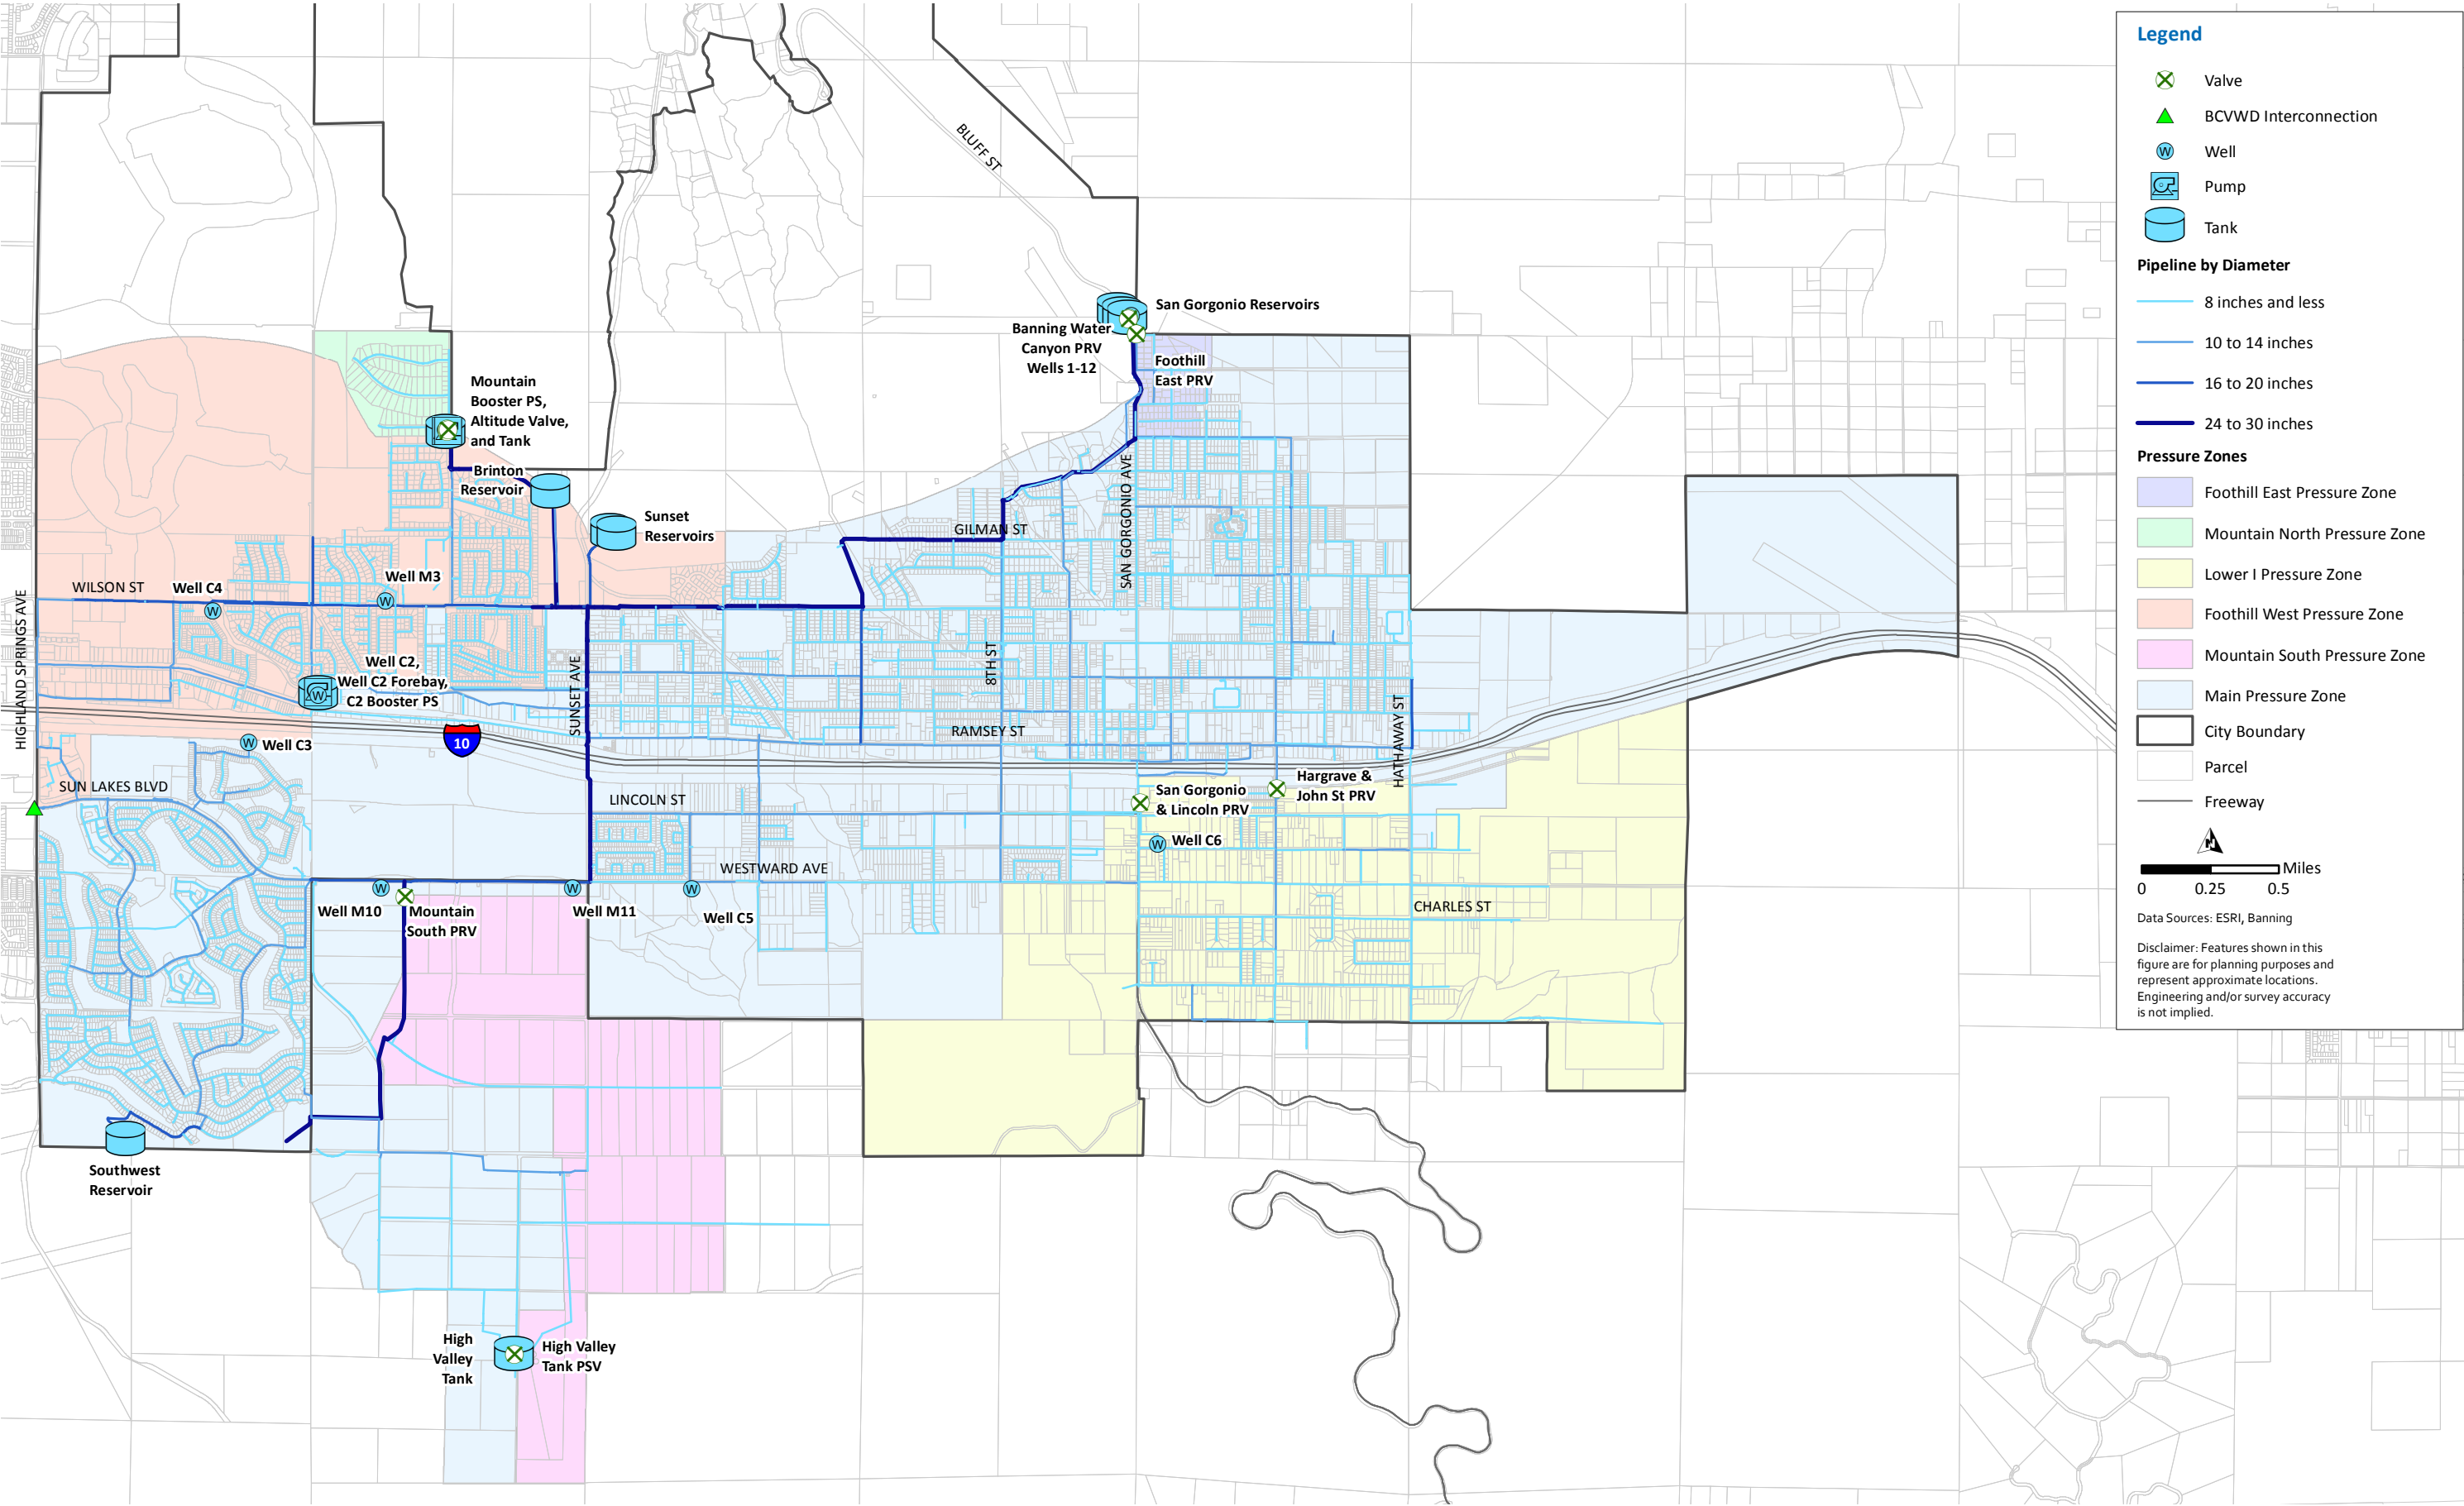 BLUFF ST
San Gorgonio Reservoirs
Banning Water
Canyon PRV
Wells 1-12
Foothill
East PRV
Mountain
Booster PS,
Altitude Valve,
and Tank
Brinton
Reservoir
Sunset
Reservoirs
GILMAN ST
SAN GORGONIO AVE
WILSON ST
Well C4
W
Well M3
W
HIGHLAND SPRINGS AVE
Well C2,
Well C2 Forebay,
C2 Booster PS
W
SUNSET AVE
8TH ST
HATHAWAY ST
RAMSEY ST
W
Well C3
10
SUN LAKES BLVD
LINCOLN ST
San Gorgonio
& Lincoln PRV
Hargrave &
John St PRV
W
Well C6
WESTWARD AVE
W
Well M10
Mountain
South PRV
W
Well M11
W
Well C5
CHARLES ST
Southwest
Reservoir
High
Valley
Tank
High Valley
Tank PSV
Legend
Valve
BCVWD Interconnection
W
Well
Pump
Tank
Pipeline by Diameter
8 inches and less
10 to 14 inches
16 to 20 inches
24 to 30 inches
Pressure Zones
Foothill East Pressure Zone
Mountain North Pressure Zone
Lower I Pressure Zone
Foothill West Pressure Zone
Mountain South Pressure Zone
Main Pressure Zone
City Boundary
Parcel
Freeway
N
Miles
0 0.25 0.5
Data Sources: ESRI, Banning
Disclaimer: Features shown in this
figure are for planning purposes and
represent approximate locations.
Engineering and/or survey accuracy
is not implied.